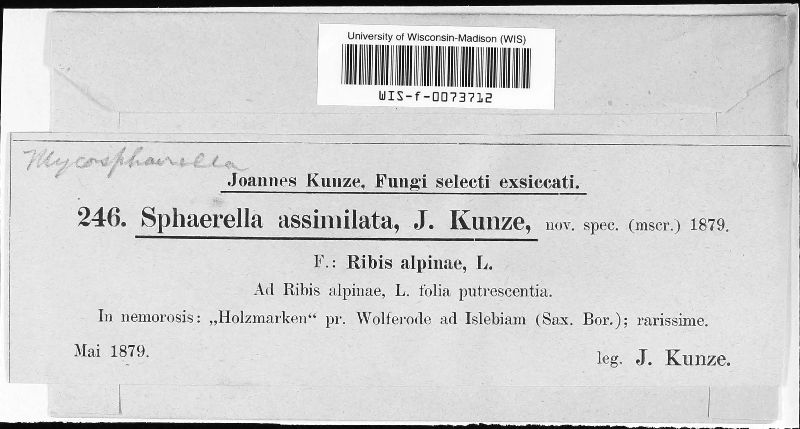 University of Wisconsin-Madison (WIS)
WIS-f-0073712
Mycosphaerella
Joannes Kunze, Fungi selecti exsiccati.
246. Sphaerella assimilata, J. Kunze, nov. spec. (mscr.) 1879.
F.: Ribis alpinae, L.
Ad Ribis alpinae, L. folia putrescentia.
In nemorosis: „Holzmarken“ pr. Wolferode ad Islebiam (Sax. Bor.); rarissime.
Mai 1879.
leg. J. Kunze.